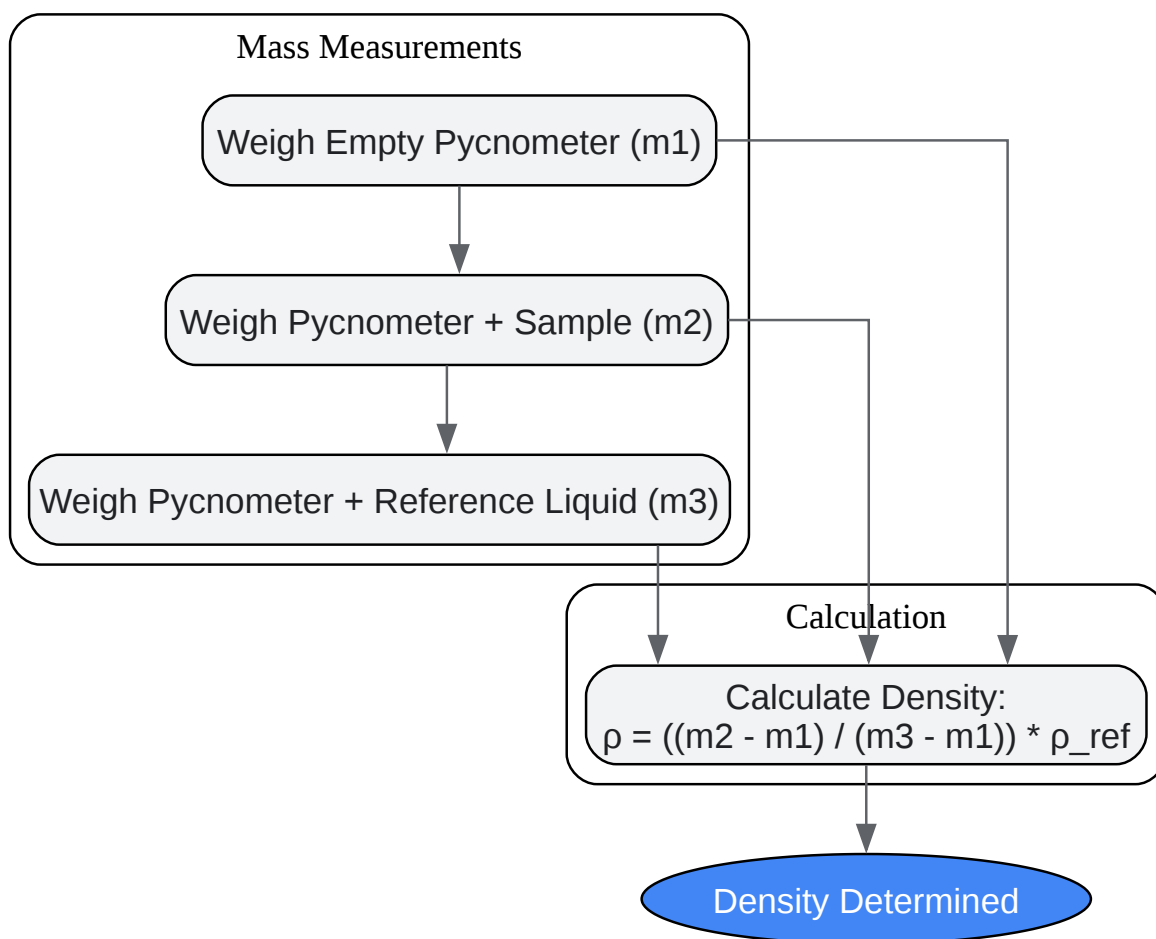 Mass Measurements
Weigh Empty Pycnometer (m1)
Weigh Pycnometer + Sample (m2)
Weigh Pycnometer + Reference Liquid (m3)
Calculation
Calculate Density:
ρ = ((m2 - m1) / (m3 - m1)) * ρ_ref
Density Determined